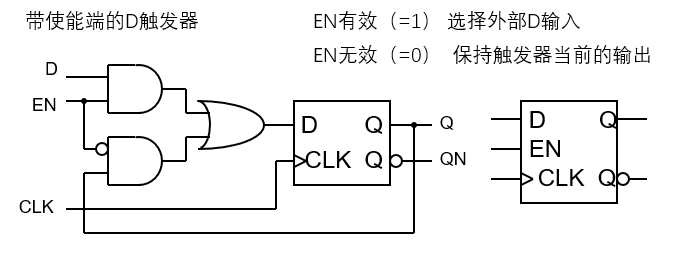 带使能端的D触发器
EN有效（=1） 选择外部D输入
EN无效（=0） 保持触发器当前的输出
D
EN
CLK
D Q
CLK Q
Q
QN
D Q
EN
CLK Q